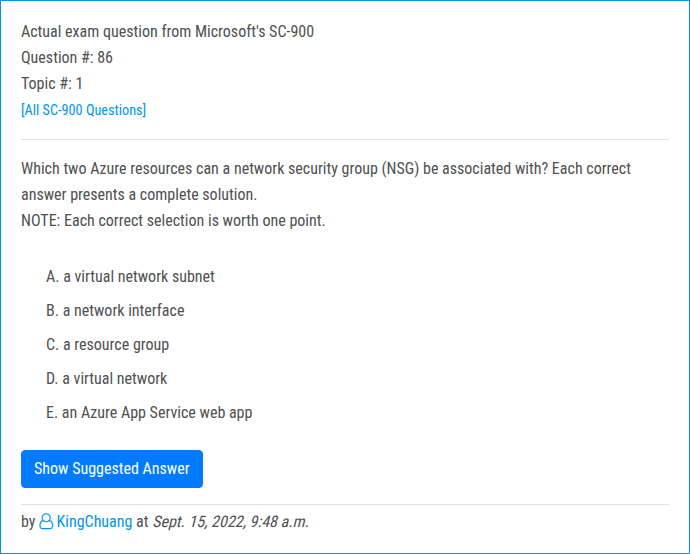 Actual exam question from Microsoft's SC-900
Question #: 86
Topic #: 1
[All SC-900 Questions]
Which two Azure resources can a network security group (NSG) be associated with? Each correct
answer presents a complete solution.
NOTE: Each correct selection is worth one point.
A. a virtual network subnet
B. a network interface
C. a resource group
D. a virtual network
E. an Azure App Service web app
Show Suggested Answer
by KingChuang at Sept. 15, 2022, 9:48 a.m.